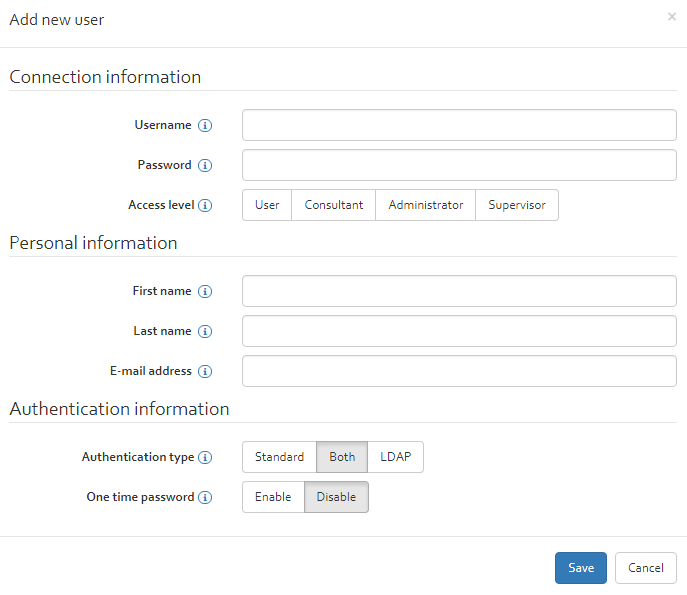 Add new user ×
Connection information
Username
Password
Access level User Consultant Administrator Supervisor
Personal information
First name
Last name
E-mail address
Authentication information
Authentication type Standard Both LDAP
One time password Enable Disable
Save Cancel